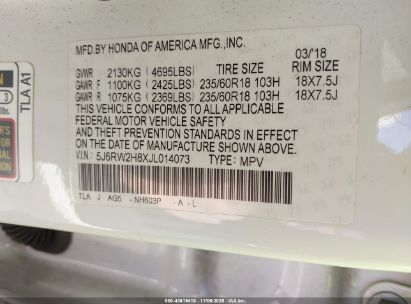 MFD.BY HONDA OF AMERICA MFG.,INC. 03/18
GVWR 2130KG (4695LBS) TIRE SIZE RIM SIZE
GAWR F 1100KG (2425LBS) 235/60R18 103H 18X7.5J
GAWR R 1075KG (2369LBS) 235/60R18 103H 18X7.5J
THIS VEHICLE CONFORMS TO ALL APPLICABLE
FEDERAL MOTOR VEHICLE SAFETY
AND THEFT PREVENTION STANDARDS IN EFFECT
ON THE DATE OF MANUFACTURE SHOWN ABOVE.
V.I.N: 5J6RW2H8XJL014073 TYPE: MPV
TLA J AG5 - NH603P - A - L
TLA A1
ON
3
R'S